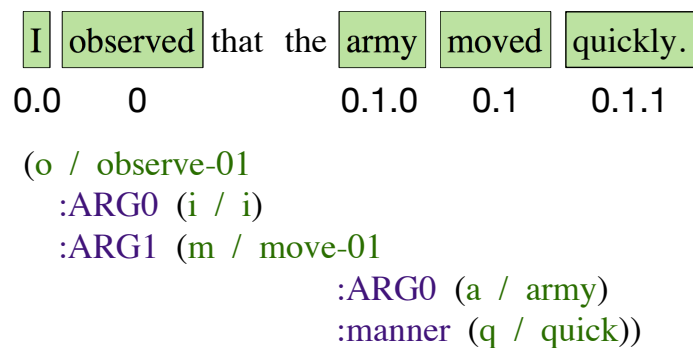 I observed that the army moved quickly.
0.0 0 0.1.0 0.1 0.1.1
(o / observe-01
:ARG0 (i / i)
:ARG1 (m / move-01
:ARG0 (a / army)
:manner (q / quick))